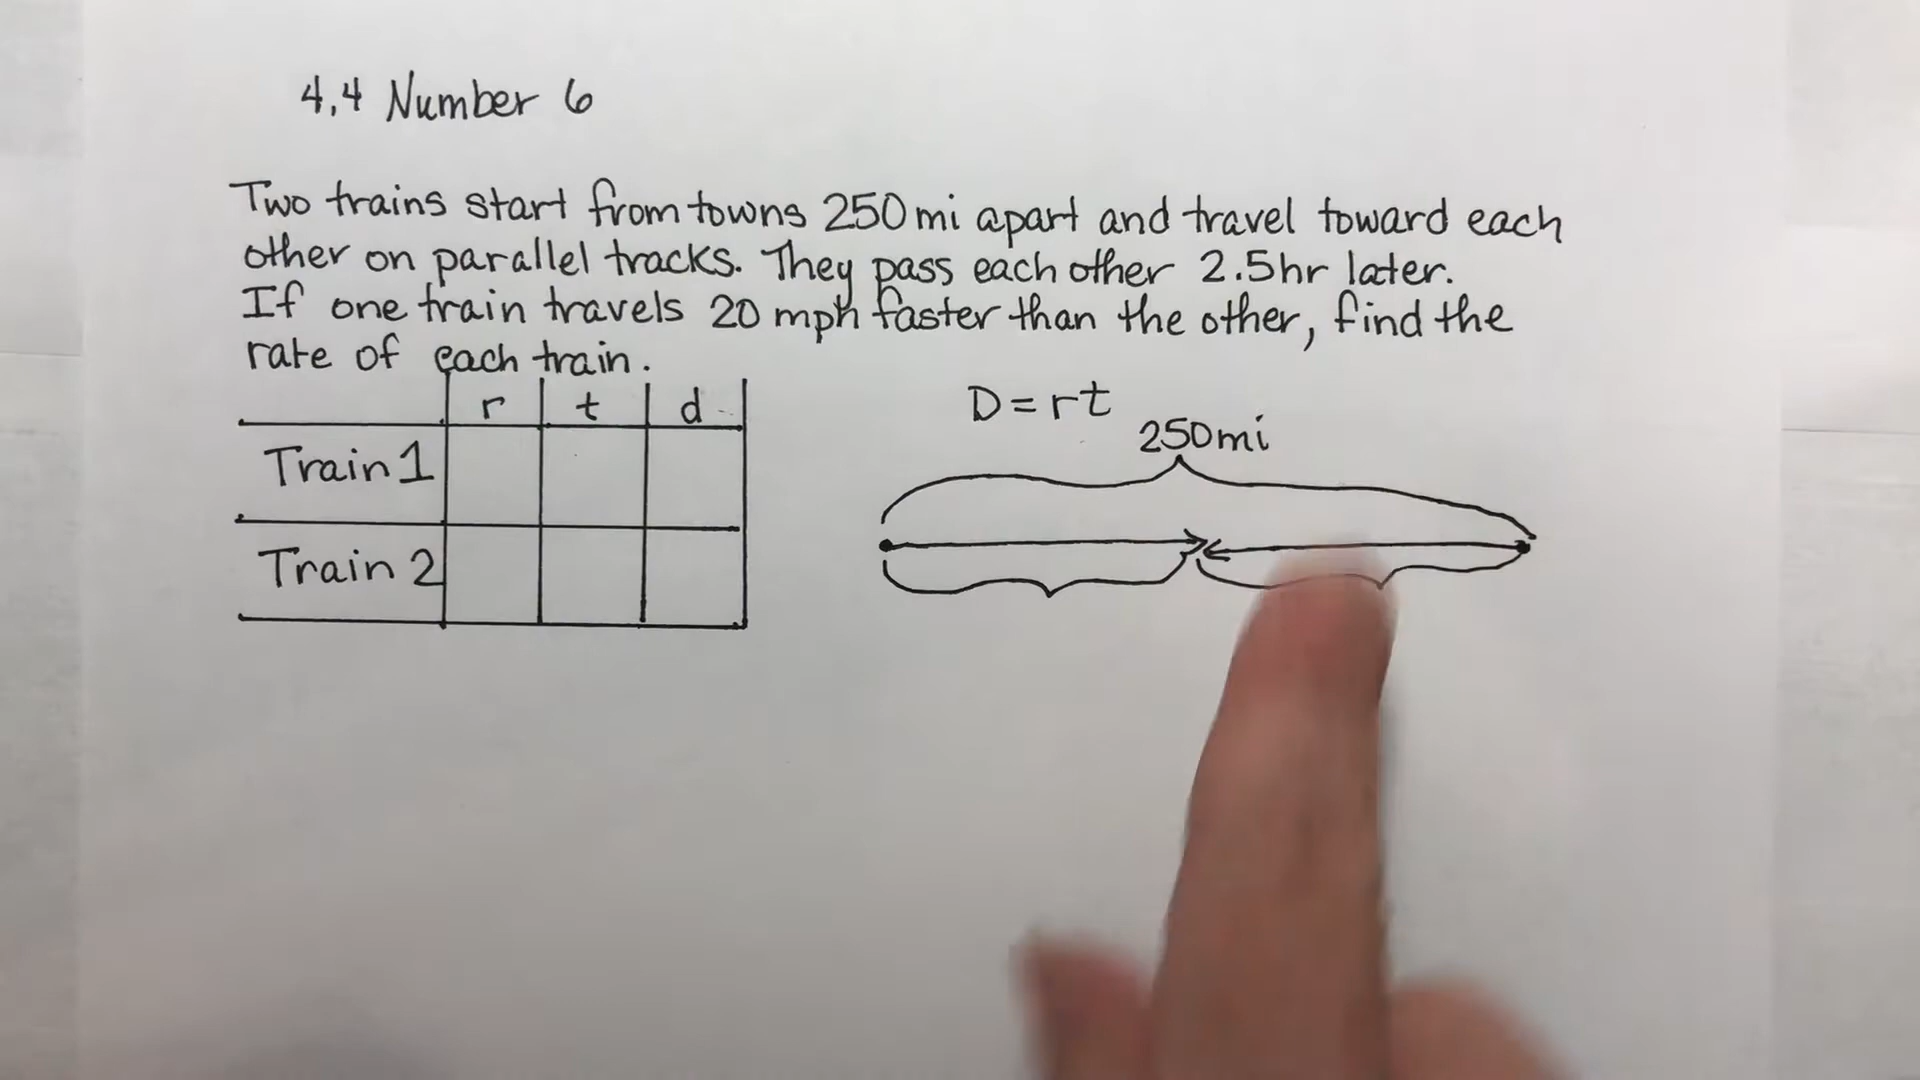 4.4 Number 6
Two trains start from towns 250 mi apart and travel toward each
other on parallel tracks. They pass each other 2.5hr later.
If one train travels 20 mph faster than the other, find the
rate of each train.
r t d
Train 1
Train 2
D = rt
250mi